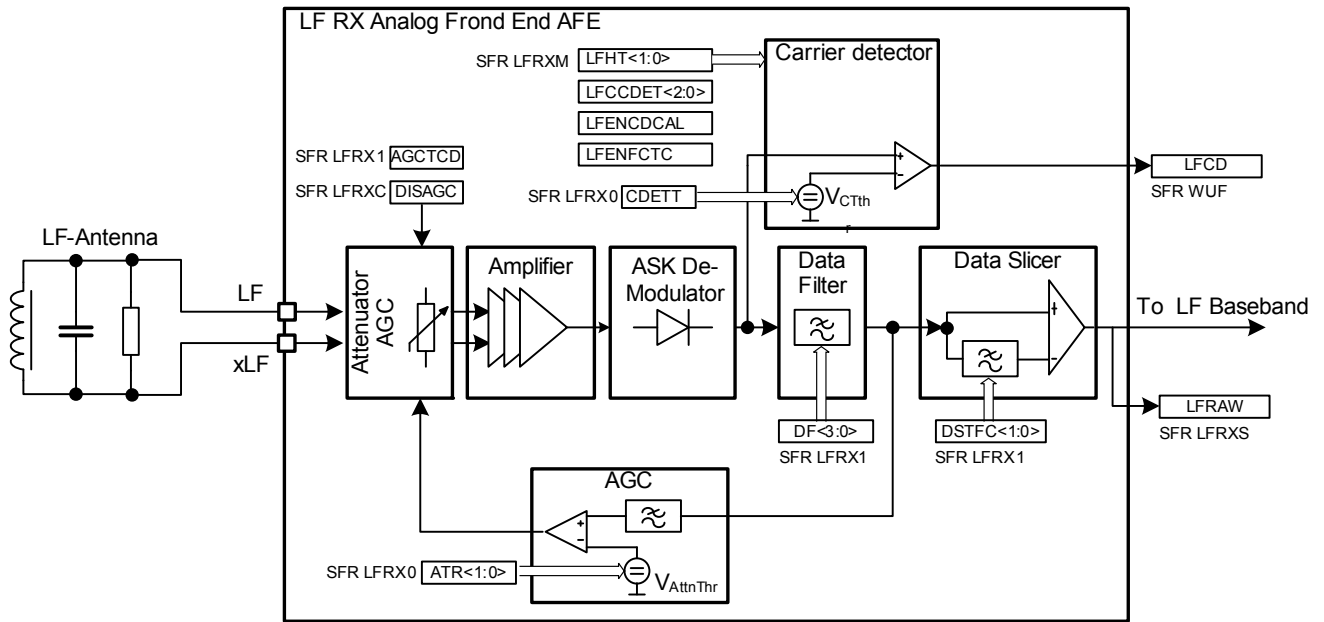 LF RX Analog Frond End AFE
SFR LFRXM
LFHT<1:0>
LFCCDET<2:0>
LFENCDCAL
LFENFCTC
Carrier detector
SFR LFRX1
AGCTCD
SFR LFRXC
DISAGC
SFR LFRX0
CDETT
+
-
V_CTth
r
LFCD
SFR WUF
LF-Antenna
LF
xLF
Attenuator
AGC
Amplifier
ASK De-
Modulator
Data
Filter
Data Slicer
+
-
To LF Baseband
DF<3:0>
SFR LFRX1
DSTFC<1:0>
SFR LFRX1
LFRAW
SFR LFRXS
AGC
+
-
SFR LFRX0
ATR<1:0>
V_AttnThr